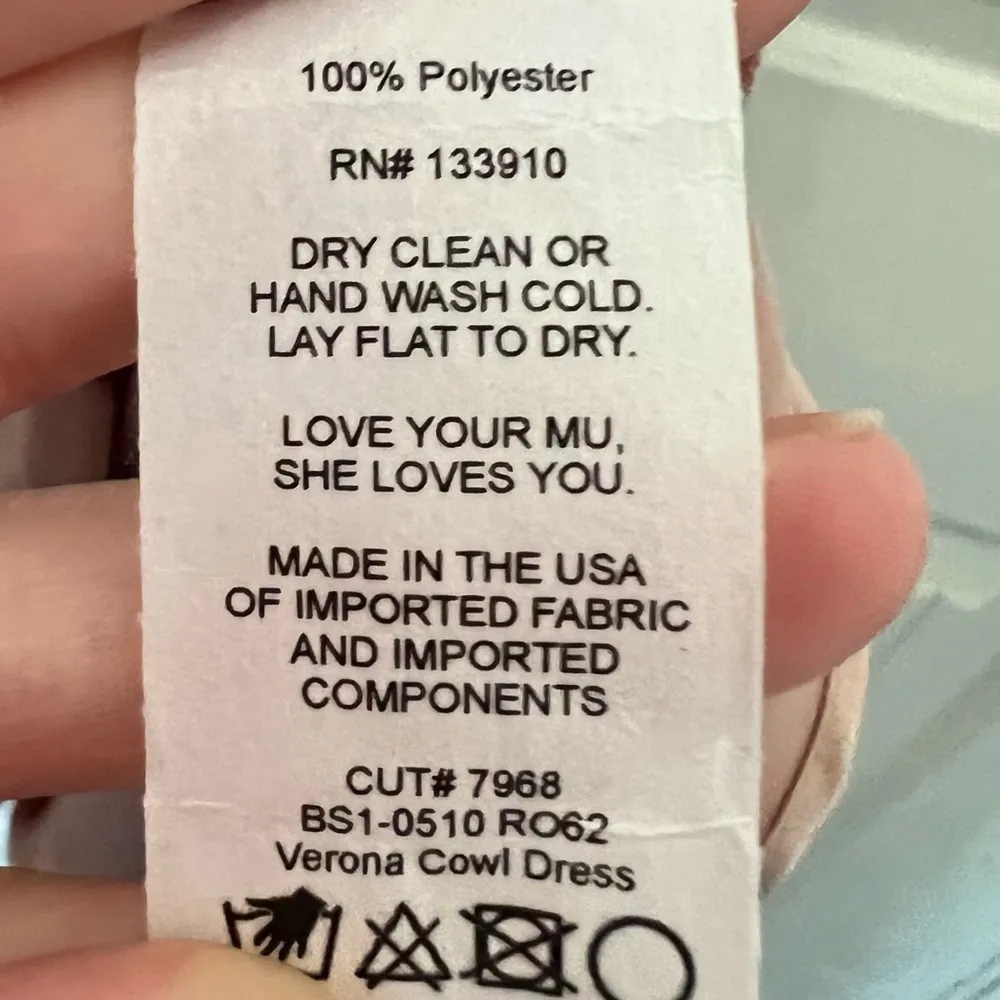 100% Polyester
RN# 133910
DRY CLEAN OR
HAND WASH COLD.
LAY FLAT TO DRY.
LOVE YOUR MU,
SHE LOVES YOU.
MADE IN THE USA
OF IMPORTED FABRIC
AND IMPORTED
COMPONENTS
CUT# 7968
BS1-0510 RO62
Verona Cowl Dress